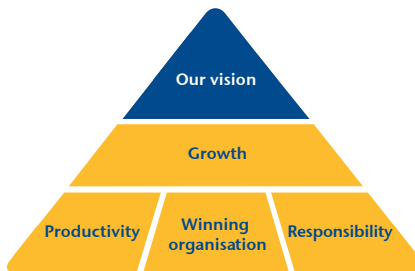 Our vision
Growth
Productivity
Winning
organisation
Responsibility